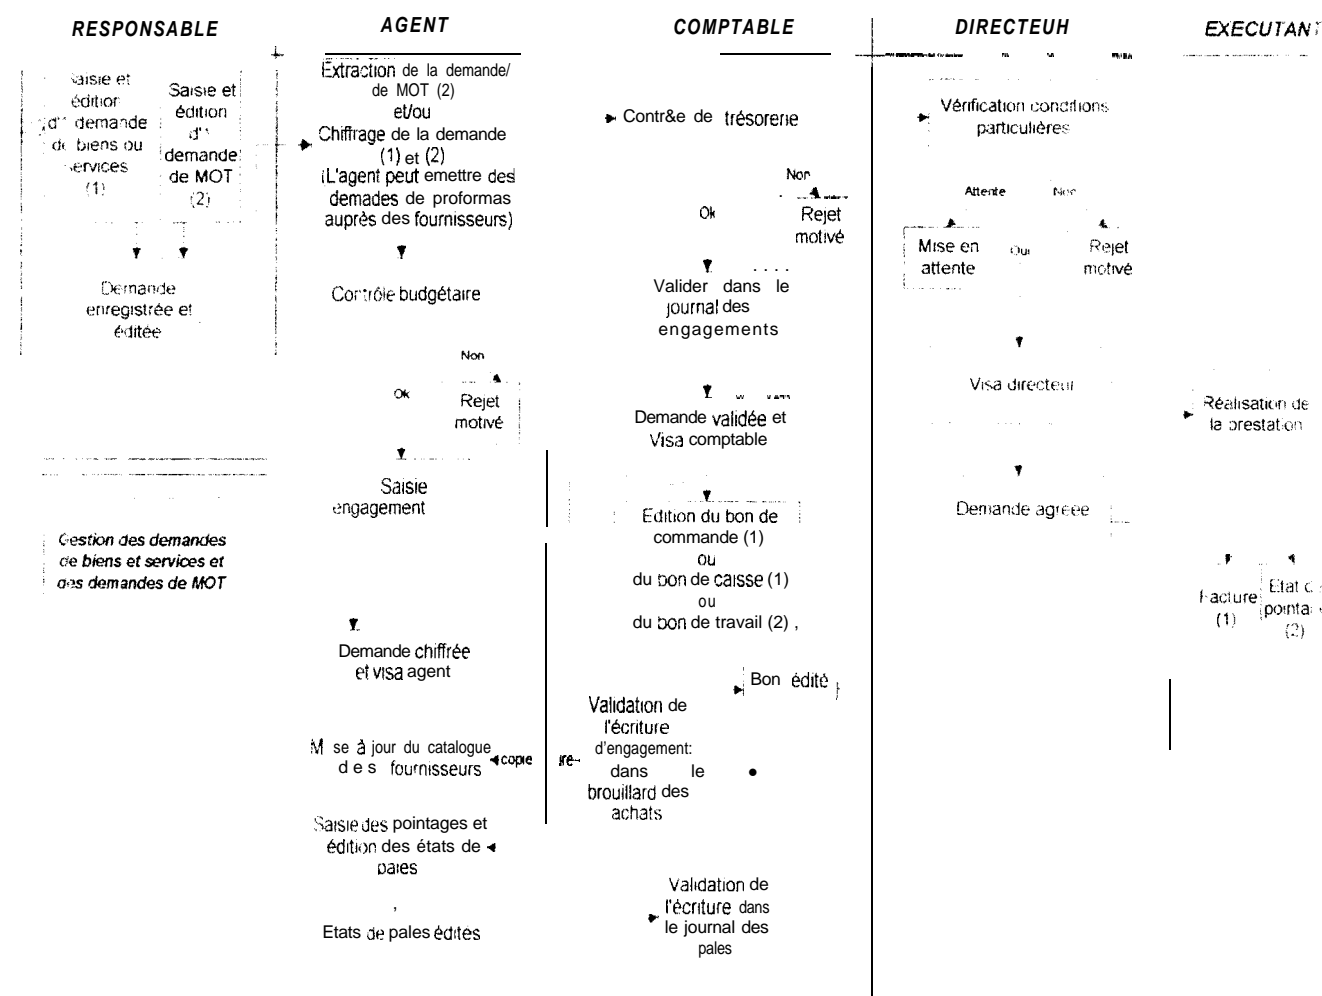 RESPONSABLE
AGENT
COMPTABLE
DIRECTEUH
EXECUTANT
édition
demande
de biens ou
services
(1)
Saisie et
édition
d'1
demande
de MOT
(2)
Demande
enregistrée et
éditée
Gestion des demandes
de biens et services et
des demandes de MOT
Extraction de la demande/
de MOT (2)
et/ou
Chiffrage de la demande
(1) et (2)
(L'agent peut emettre des
demades de proformas
auprès des fournisseurs)
Contrôle budgétaire
Non
Ok
Rejet
motivé
Saisie
engagement
Demande chiffrée
et visa agent
M se à jour du catalogue
des fournisseurs
copie
Saisie des pointages et
édition des états de
paies
Etats de pales édités
Contr&e de trésorerie
Non
Ok
Rejet
motivé
Valider dans le
journal des
engagements
Demande validée et
Visa comptable
Edition du bon de
commande (1)
ou
du bon de caisse (1)
ou
du bon de travail (2) ,
Bon édité
Validation de
l'écriture
d'engagement:
dans le
brouillard des
achats
Validation de
l'écriture dans
le journal des
pales
Vérification conditions
particulières
Attente
Non
Mise en
attente
Oui
Rejet
motivé
Visa directeur
Demande agréée
Réalisation de
la prestation
Facture
(1)
Etat
(2)